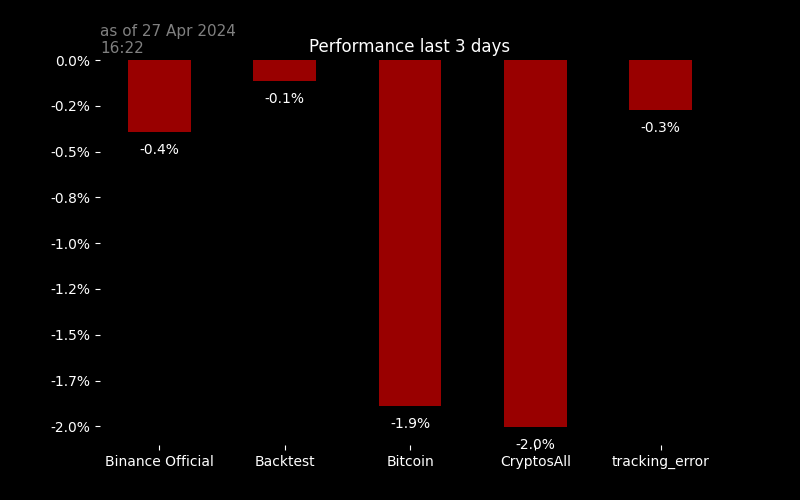 as of 27 Apr 2024
16:22
Performance last 3 days
0.0%
-0.2%
-0.5%
-0.8%
-1.0%
-1.2%
-1.5%
-1.7%
-2.0%
-0.4%
-0.1%
-1.9%
-2.0%
-0.3%
Binance Official
Backtest
Bitcoin
CryptosAll
tracking_error